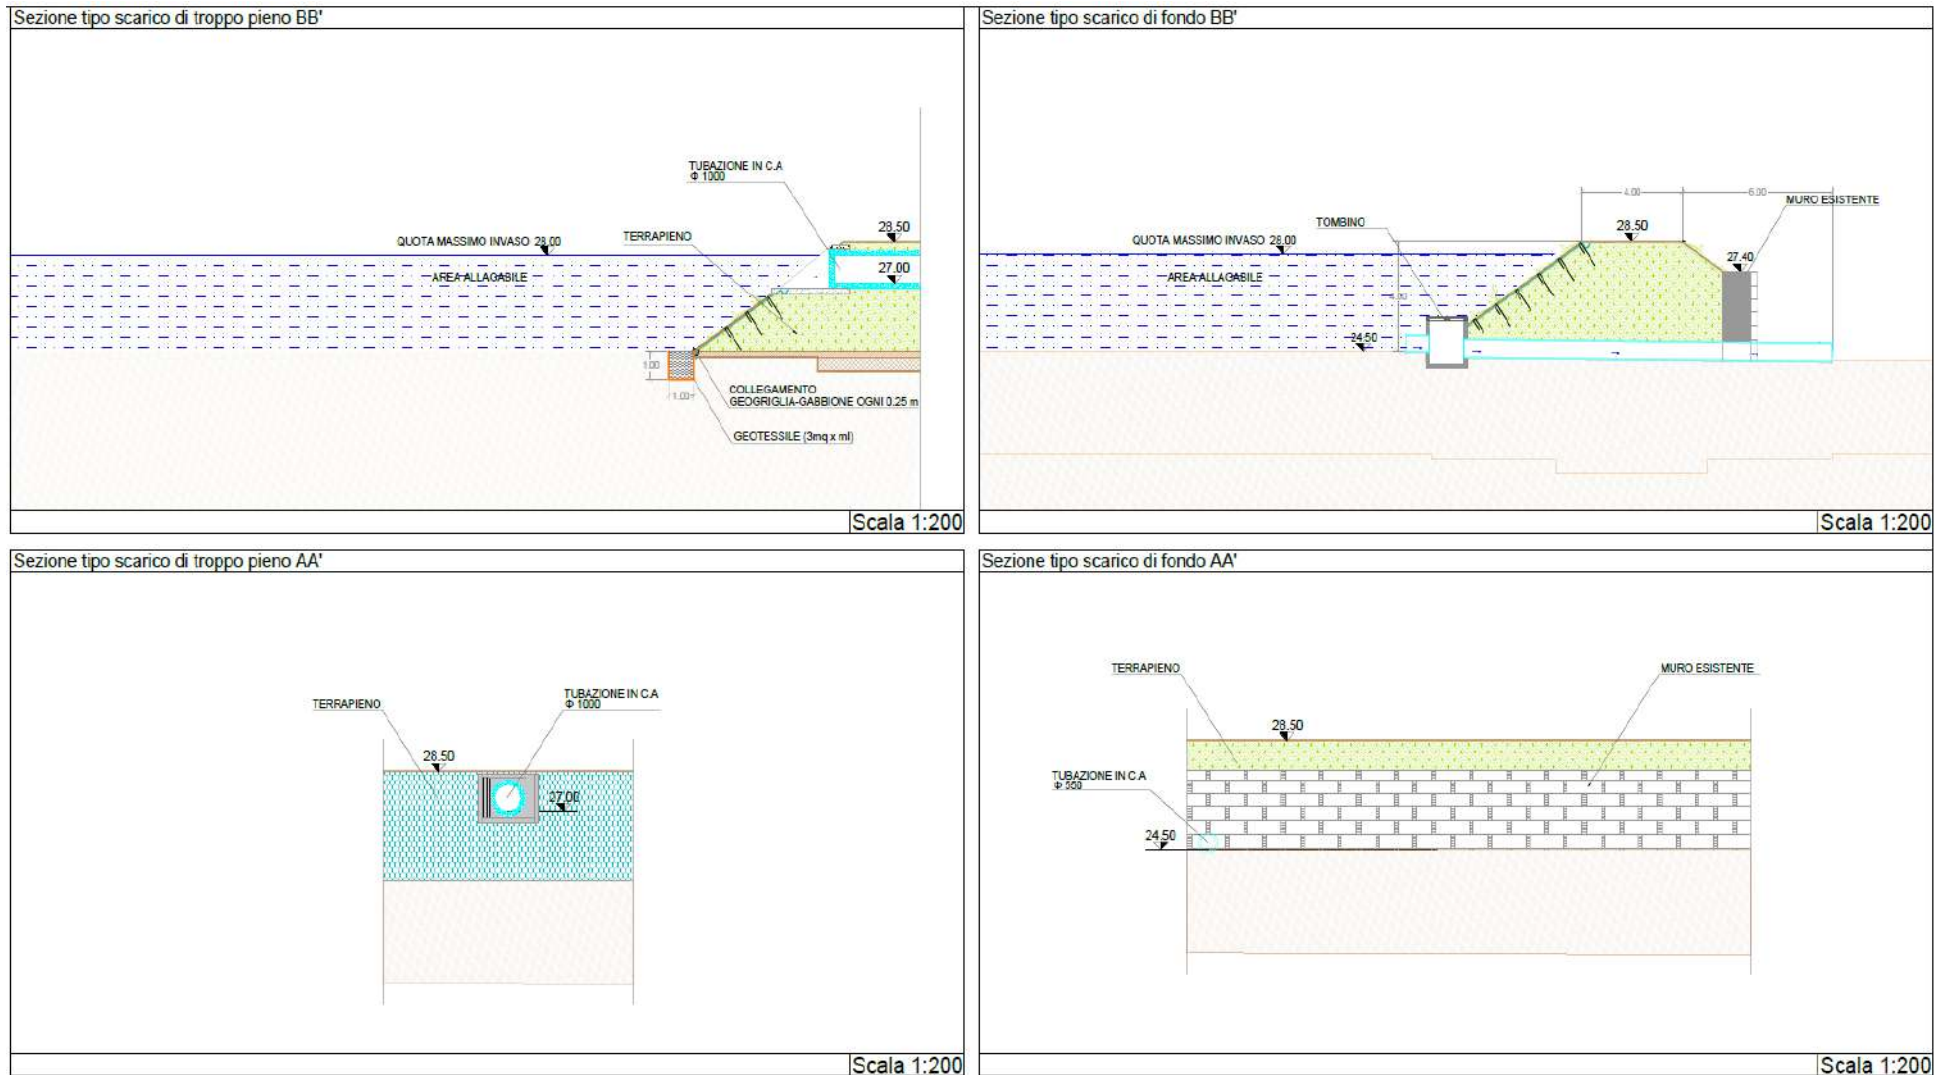 Sezione tipo scarico di troppo pieno BB'
TUBAZIONE IN C.A
Φ 1000
QUOTA MASSIMO INVASO 28.00
TERRAPIENO
28.50
AREA ALLAGABILE
27.00
1.00
1.00
COLLEGAMENTO
GEOGRIGLIA-GABBIONE OGNI 0.25 m
GEOTESSILE (3mq x ml)
Scala 1:200
Sezione tipo scarico di fondo BB'
4.00
6.00
MURO ESISTENTE
TOMBINO
28.50
QUOTA MASSIMO INVASO 28.00
27.40
AREA ALLAGABILE
4.00
24.50
Scala 1:200
Sezione tipo scarico di troppo pieno AA'
TUBAZIONE IN C.A
Φ 1000
TERRAPIENO
28.50
27.00
Scala 1:200
Sezione tipo scarico di fondo AA'
TERRAPIENO
MURO ESISTENTE
28.50
TUBAZIONE IN C.A
Φ 550
24.50
Scala 1:200